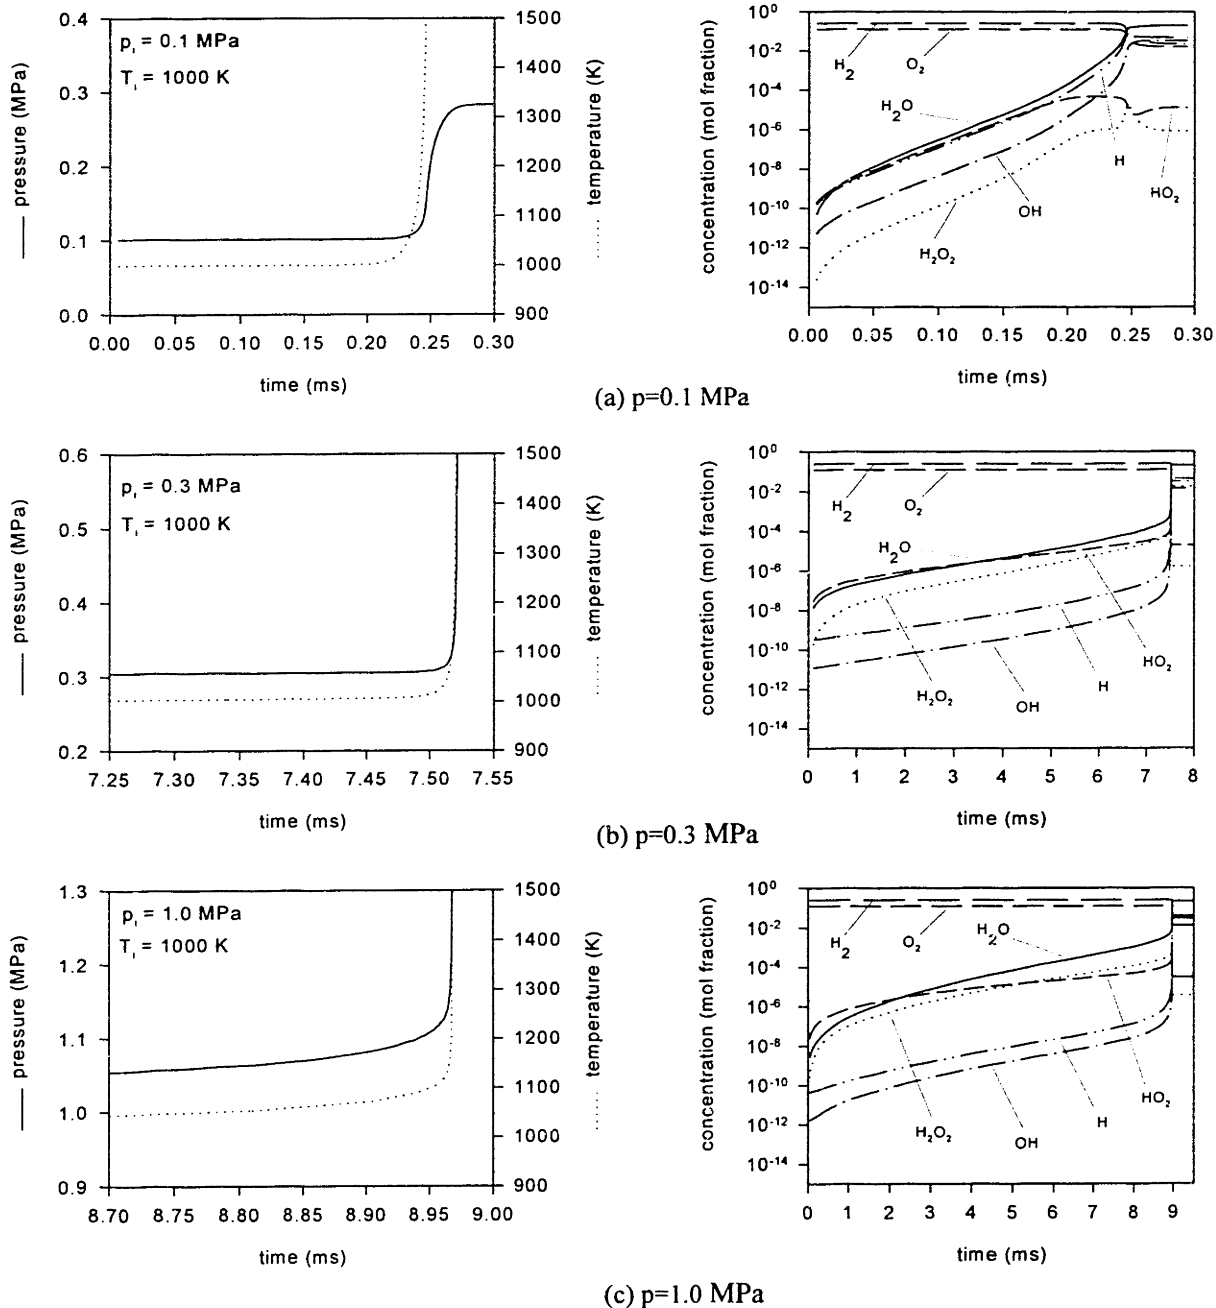 pressure (MPa)
0.4
0.3
0.2
0.1
0.0
pᵢ = 0.1 MPa
Tᵢ = 1000 K
1500
1400
1300
1200
1100
1000
900
temperature (K)
0.00 0.05 0.10 0.15 0.20 0.25 0.30
time (ms)
concentration (mol fraction)
10⁰
10⁻²
10⁻⁴
10⁻⁶
10⁻⁸
10⁻¹⁰
10⁻¹²
10⁻¹⁴
H₂
O₂
H₂O
H
HO₂
OH
H₂O₂
0.00 0.05 0.10 0.15 0.20 0.25 0.30
time (ms)
(a) p=0.1 MPa
pressure (MPa)
0.6
0.5
0.4
0.3
0.2
pᵢ = 0.3 MPa
Tᵢ = 1000 K
1500
1400
1300
1200
1100
1000
900
temperature (K)
7.25 7.30 7.35 7.40 7.45 7.50 7.55
time (ms)
concentration (mol fraction)
10⁰
10⁻²
10⁻⁴
10⁻⁶
10⁻⁸
10⁻¹⁰
10⁻¹²
10⁻¹⁴
H₂
O₂
H₂O
HO₂
H₂O₂
OH
H
0 1 2 3 4 5 6 7 8
time (ms)
(b) p=0.3 MPa
pressure (MPa)
1.3
1.2
1.1
1.0
0.9
pᵢ = 1.0 MPa
Tᵢ = 1000 K
1500
1400
1300
1200
1100
1000
900
temperature (K)
8.70 8.75 8.80 8.85 8.90 8.95 9.00
time (ms)
concentration (mol fraction)
10⁰
10⁻²
10⁻⁴
10⁻⁶
10⁻⁸
10⁻¹⁰
10⁻¹²
10⁻¹⁴
H₂
O₂
H₂O
HO₂
H₂O₂
OH
H
0 1 2 3 4 5 6 7 8 9
time (ms)
(c) p=1.0 MPa